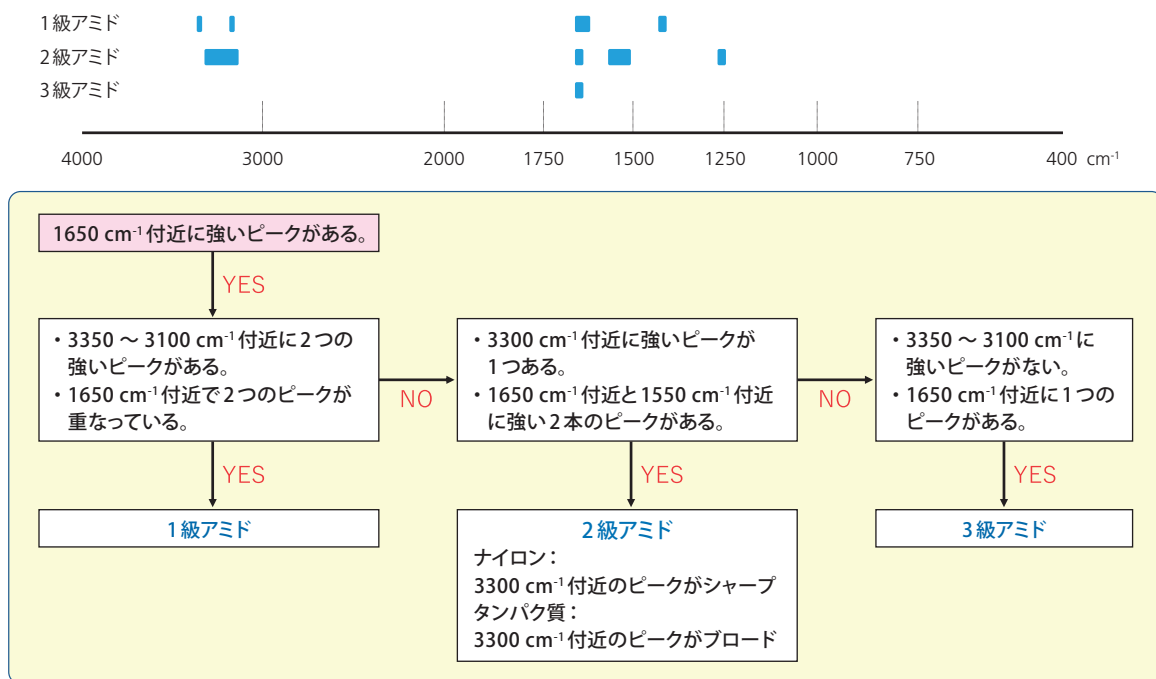 1級アミド
2級アミド
3級アミド
4000 3000 2000 1750 1500 1250 1000 750 400 cm⁻¹
1650 cm⁻¹ 付近に強いピークがある。
YES
・3350 ～ 3100 cm⁻¹ 付近に2つの
強いピークがある。
・1650 cm⁻¹ 付近で2つのピークが
重なっている。
NO
・3300 cm⁻¹ 付近に強いピークが
1つある。
・1650 cm⁻¹ 付近と1550 cm⁻¹ 付近
に強い2本のピークがある。
NO
・3350 ～ 3100 cm⁻¹ に
強いピークがない。
・1650 cm⁻¹ 付近に1つの
ピークがある。
YES
YES
YES
1級アミド
2級アミド
ナイロン：
3300 cm⁻¹ 付近のピークがシャープ
タンパク質：
3300 cm⁻¹ 付近のピークがブロード
3級アミド